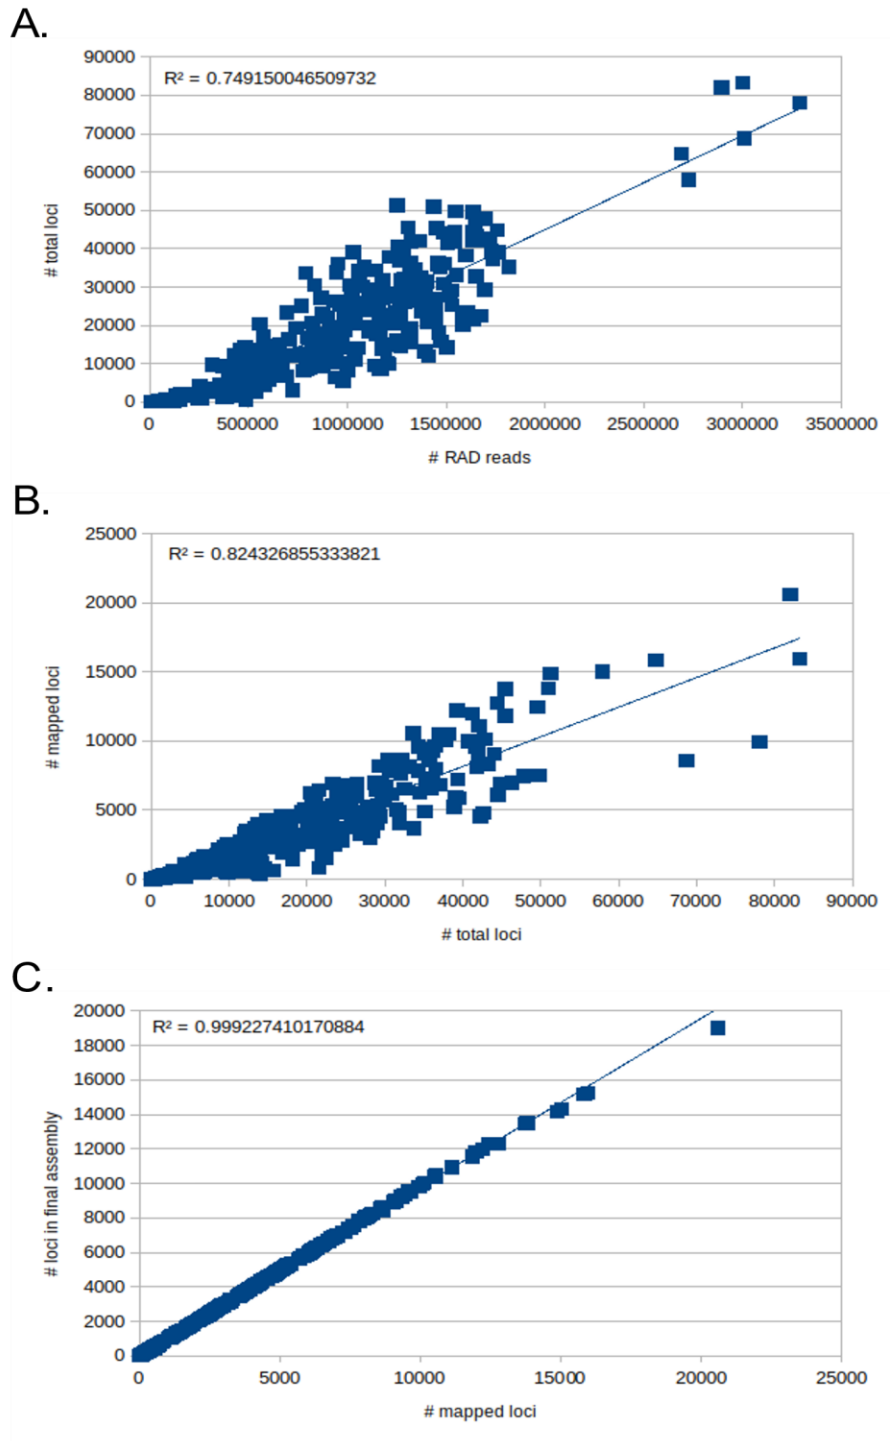 A.
R² = 0.749150046509732
90000
80000
70000
60000
50000
40000
30000
20000
10000
0
# total loci
0 500000 1000000 1500000 2000000 2500000 3000000 3500000
# RAD reads
B.
R² = 0.824326855333821
25000
20000
15000
10000
5000
0
# mapped loci
0 10000 20000 30000 40000 50000 60000 70000 80000 90000
# total loci
C.
R² = 0.999227410170884
20000
18000
16000
14000
12000
10000
8000
6000
4000
2000
0
# loci in final assembly
0 5000 10000 15000 20000 25000
# mapped loci